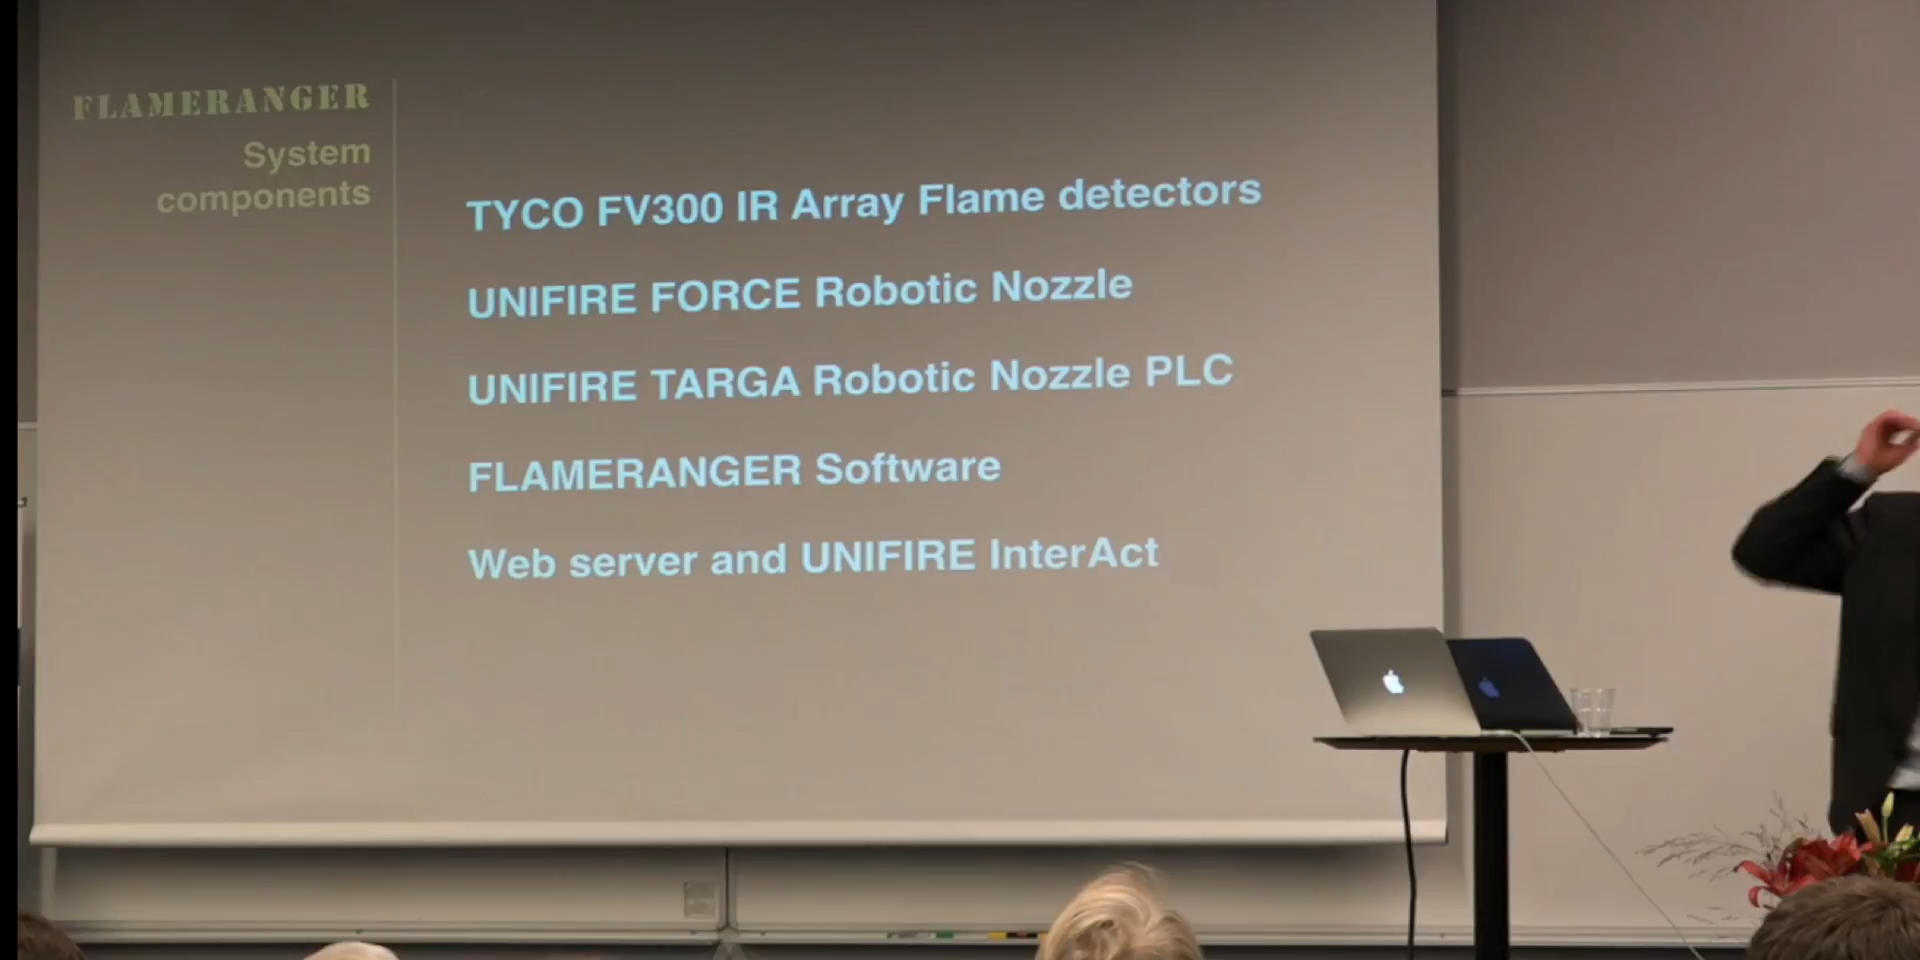 FLAMERANGER
System
components
TYCO FV300 IR Array Flame detectors
UNIFIRE FORCE Robotic Nozzle
UNIFIRE TARGA Robotic Nozzle PLC
FLAMERANGER Software
Web server and UNIFIRE InterAct